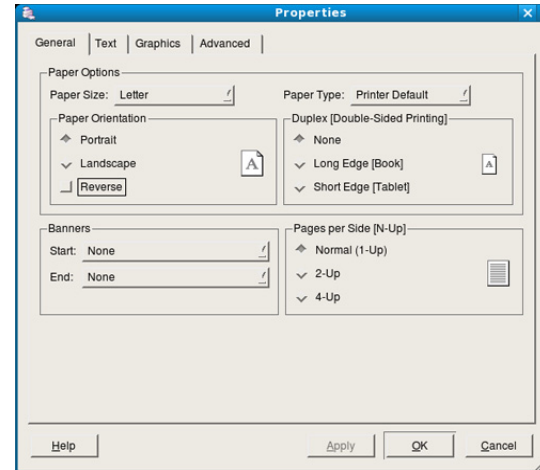 Properties
General Text Graphics Advanced
Paper Options
Paper Size: Letter
Paper Type: Printer Default
Paper Orientation
Portrait
Landscape
Reverse
A
Duplex [Double-Sided Printing]
None
Long Edge [Book]
Short Edge [Tablet]
A
Banners
Start: None
End: None
Pages per Side [N-Up]
Normal (1-Up)
2-Up
4-Up
Help Apply OK Cancel